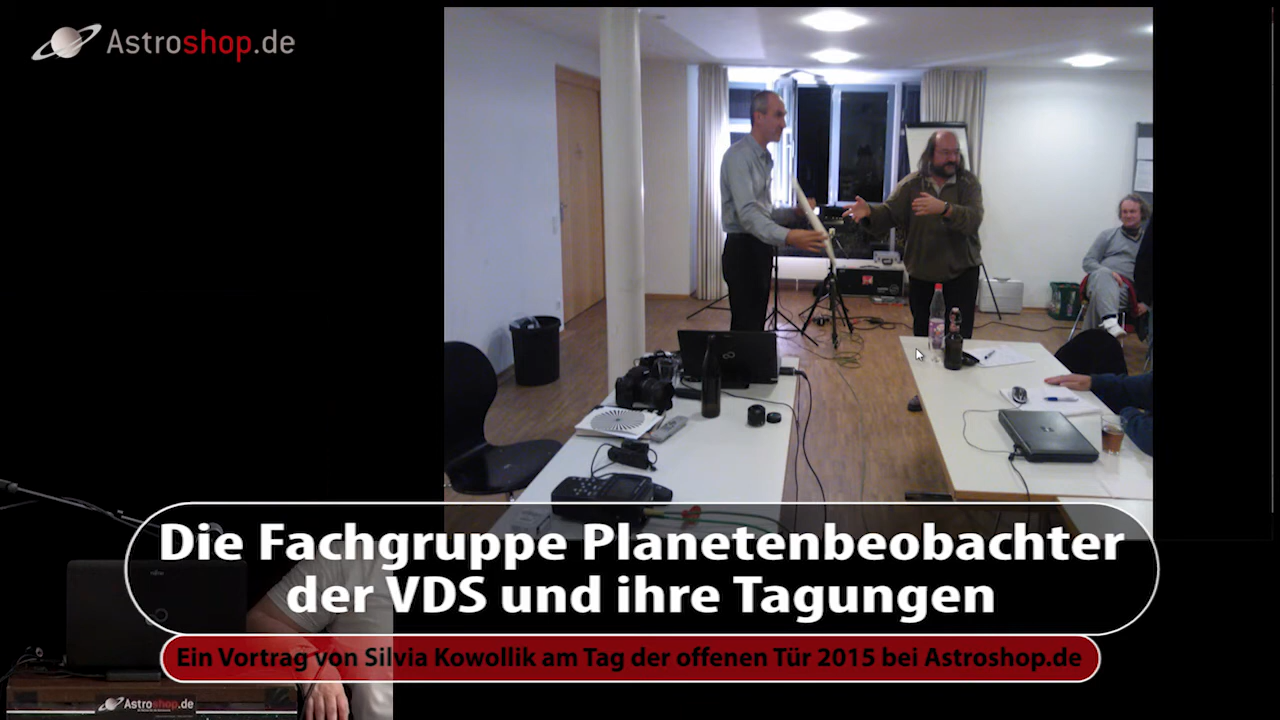 Astroshop.de
Die Fachgruppe Planetenbeobachter
der VDS und ihre Tagungen
Ein Vortrag von Silvia Kowollik am Tag der offenen Tür 2015 bei Astroshop.de
Astroshop.de